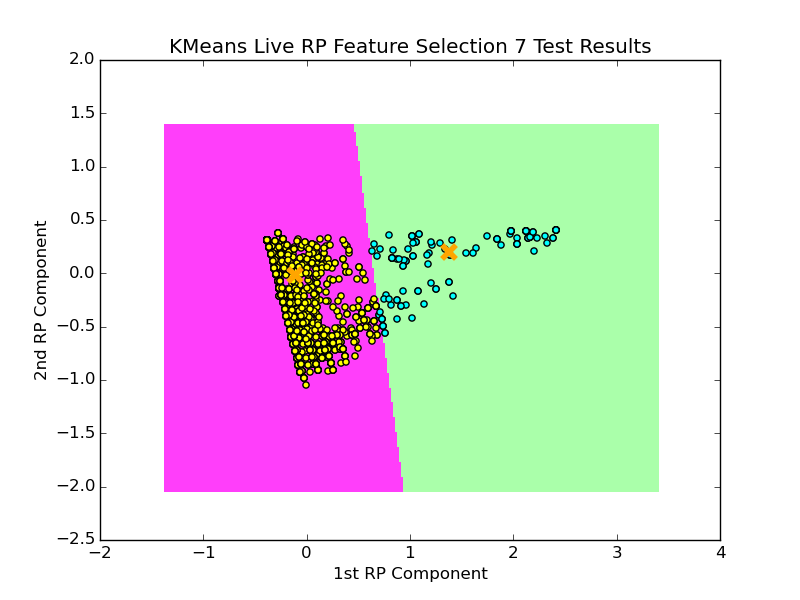 KMeans Live RP Feature Selection 7 Test Results
2.0
1.5
1.0
0.5
0.0
−0.5
−1.0
−1.5
−2.0
−2.5
2nd RP Component
−2 −1 0 1 2 3 4
1st RP Component